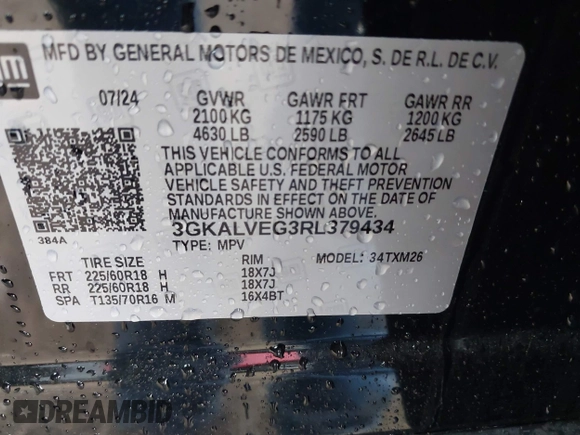 m
MFD BY GENERAL MOTORS DE MEXICO, S. DE R.L. DE C.V.
07/24 GVWR GAWR FRT GAWR RR
2100 KG 1175 KG 1200 KG
4630 LB 2590 LB 2645 LB
THIS VEHICLE CONFORMS TO ALL
APPLICABLE U.S. FEDERAL MOTOR
VEHICLE SAFETY AND THEFT PREVENTION
STANDARDS IN EFFECT ON THE DATE OF
MANUFACTURE SHOWN ABOVE.
384A
3GKALVEG3RL379434
TYPE: MPV MODEL: 34TXM26
TIRE SIZE RIM
FRT 225/60R18 H 18X7J
RR 225/60R18 H 18X7J
SPA T135/70R16 M 16X4BT
DREAMBID